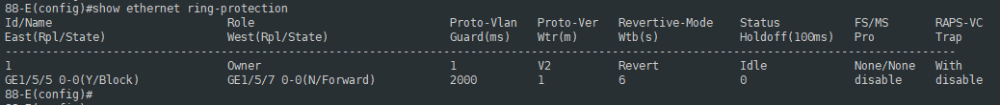 88-E(config)#show ethernet ring-protection
Id/Name Role Proto-Vlan Proto-Ver Revertive-Mode Status FS/MS RAPS-VC
East(Rpl/State) West(Rpl/State) Guard(ms) Wtr(m) Wtb(s) Holdoff(100ms) Pro Trap
--------------------------------------------------------------------------------------------------------------------------------------------
1 Owner 1 V2 Revert Idle None/None With
GE1/5/5 0-0(Y/Block) GE1/5/7 0-0(N/Forward) 2000 1 6 0 disable disable
88-E(config)#